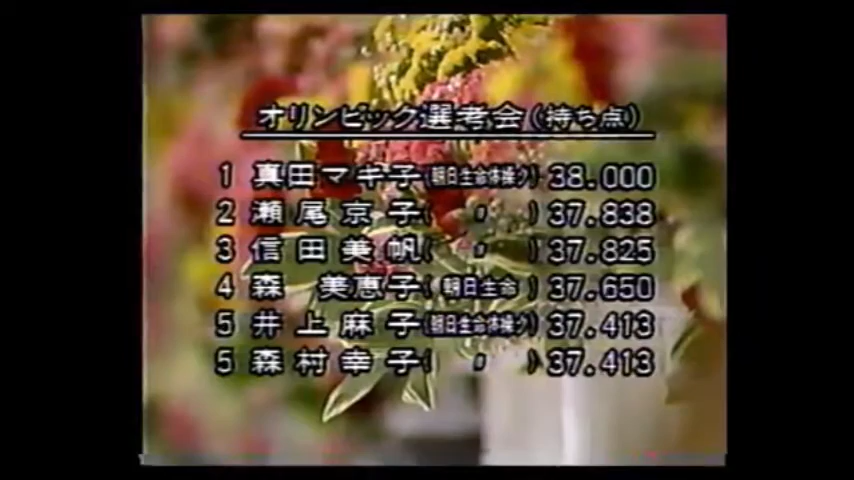 オリンピック選考会(持ち点)
1 真田マキ子(朝日生命体操ク) 38.000
2 瀬尾京子( 〃 ) 37.838
3 信田美帆( 〃 ) 37.825
4 森 美恵子(朝日生命) 37.650
5 井上麻子(朝日生命体操ク) 37.413
5 森村幸子( 〃 ) 37.413